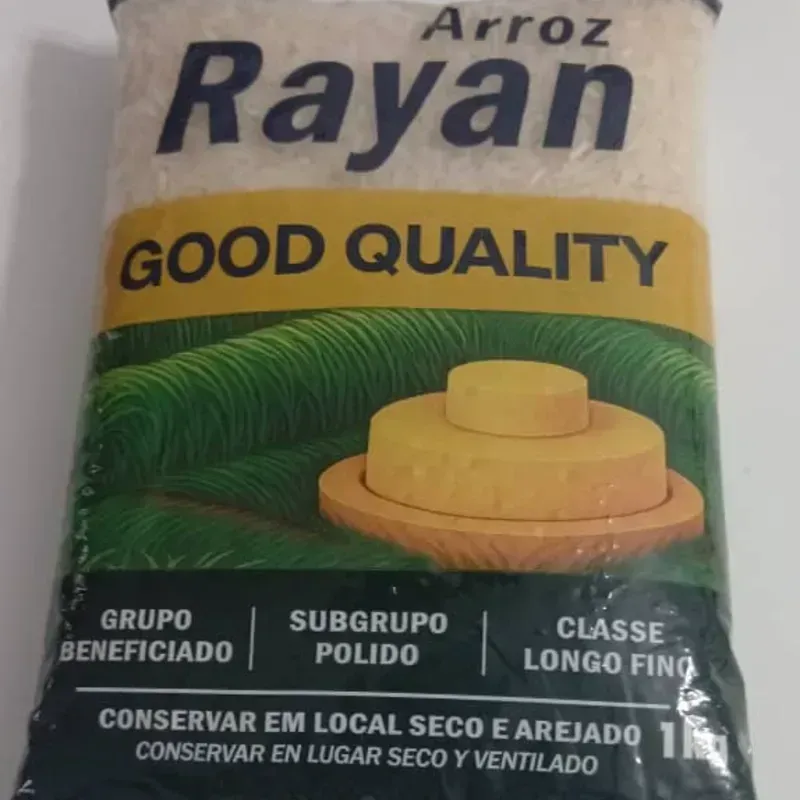 Arroz
Rayan
GOOD QUALITY
GRUPO
BENEFICIADO
SUBGRUPO
POLIDO
CLASSE
LONGO FINO
CONSERVAR EM LOCAL SECO E AREJADO
CONSERVAR EN LUGAR SECO Y VENTILADO
1kg